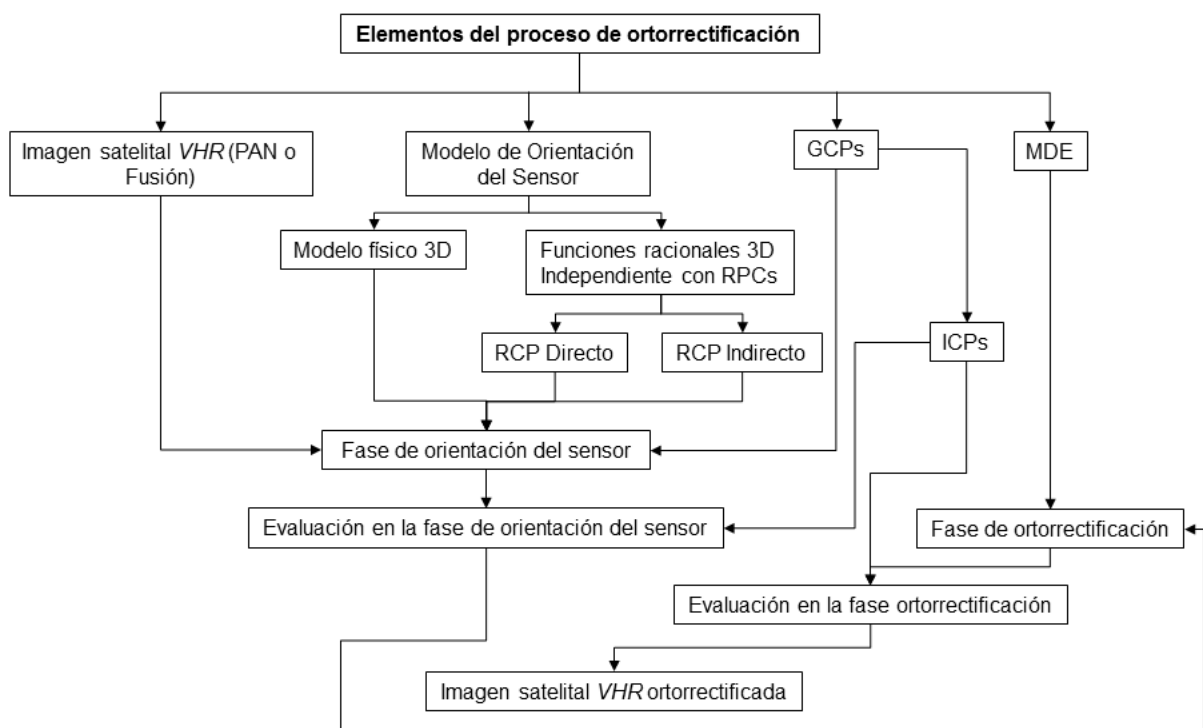 Elementos del proceso de ortorrectificación
Imagen satelital VHR (PAN o
Fusión)
Modelo de Orientación
del Sensor
GCPs
MDE
Modelo físico 3D
Funciones racionales 3D
Independiente con RPCs
RCP Directo
RCP Indirecto
ICPs
Fase de orientación del sensor
Evaluación en la fase de orientación del sensor
Fase de ortorrectificación
Evaluación en la fase ortorrectificación
Imagen satelital VHR ortorrectificada